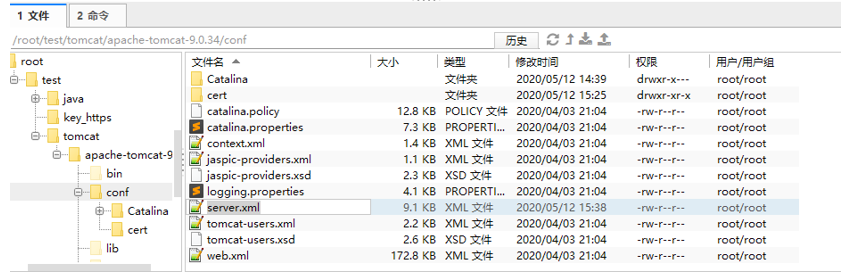 1 文件 2 命令
/root/test/tomcat/apache-tomcat-9.0.34/conf 历史
root
test
java
key_https
tomcat
apache-tomcat-9
bin
conf
Catalina
cert
lib
文件名 大小 类型 修改时间 权限 用户/用户组
Catalina 文件夹 2020/05/12 14:39 drwxr-x--- root/root
cert 文件夹 2020/05/12 15:25 drwxr-xr-x root/root
catalina.policy 12.8 KB POLICY 文件 2020/04/03 21:04 -rw-r--r-- root/root
catalina.properties 7.3 KB PROPERTI... 2020/04/03 21:04 -rw-r--r-- root/root
context.xml 1.4 KB XML 文件 2020/04/03 21:04 -rw-r--r-- root/root
jaspic-providers.xml 1.1 KB XML 文件 2020/04/03 21:04 -rw-r--r-- root/root
jaspic-providers.xsd 2.3 KB XSD 文件 2020/04/03 21:04 -rw-r--r-- root/root
logging.properties 4.1 KB PROPERTI... 2020/04/03 21:04 -rw-r--r-- root/root
server.xml 9.1 KB XML 文件 2020/05/12 15:38 -rw-r--r-- root/root
tomcat-users.xml 2.2 KB XML 文件 2020/04/03 21:04 -rw-r--r-- root/root
tomcat-users.xsd 2.6 KB XSD 文件 2020/04/03 21:04 -rw-r--r-- root/root
web.xml 172.8 KB XML 文件 2020/04/03 21:04 -rw-r--r-- root/root